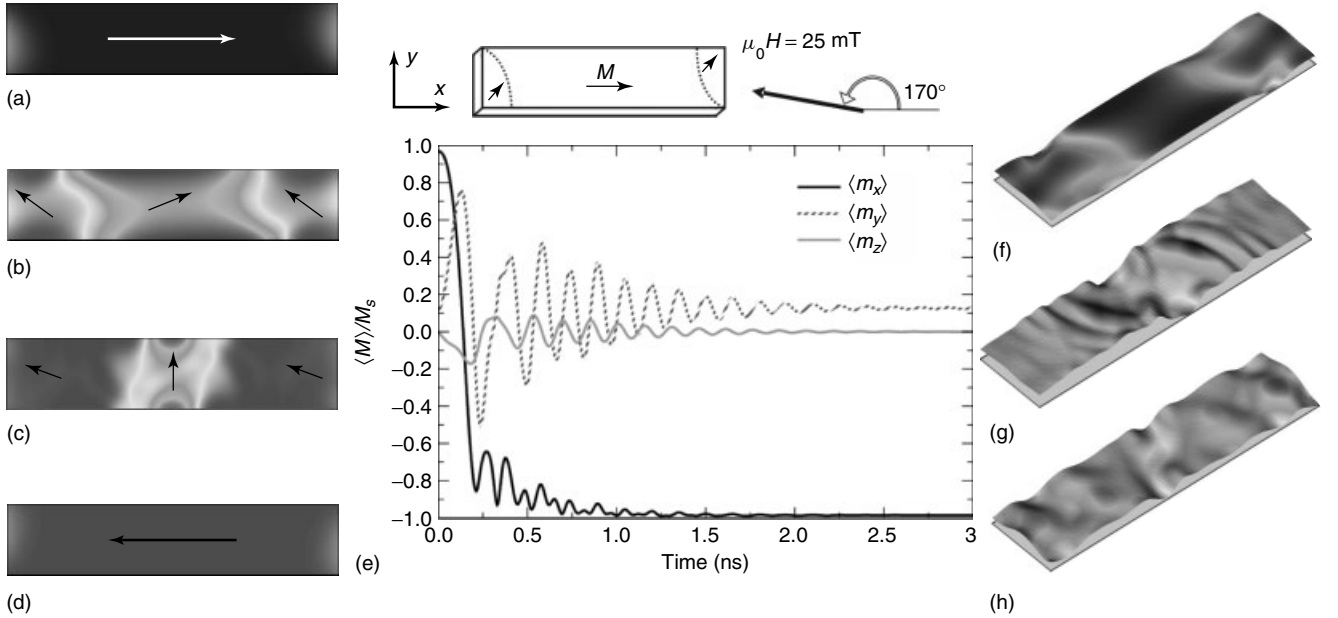 (a)
(b)
(c)
(d)
y
x
M
μ₀H = 25 mT
170°
⟨M⟩/Mₛ
1.0
0.8
0.6
0.4
0.2
0.0
−0.2
−0.4
−0.6
−0.8
−1.0
⟨mₓ⟩
⟨m_y⟩
⟨m_z⟩
0.0
0.5
1.0
1.5
2.0
2.5
3
Time (ns)
(e)
(f)
(g)
(h)